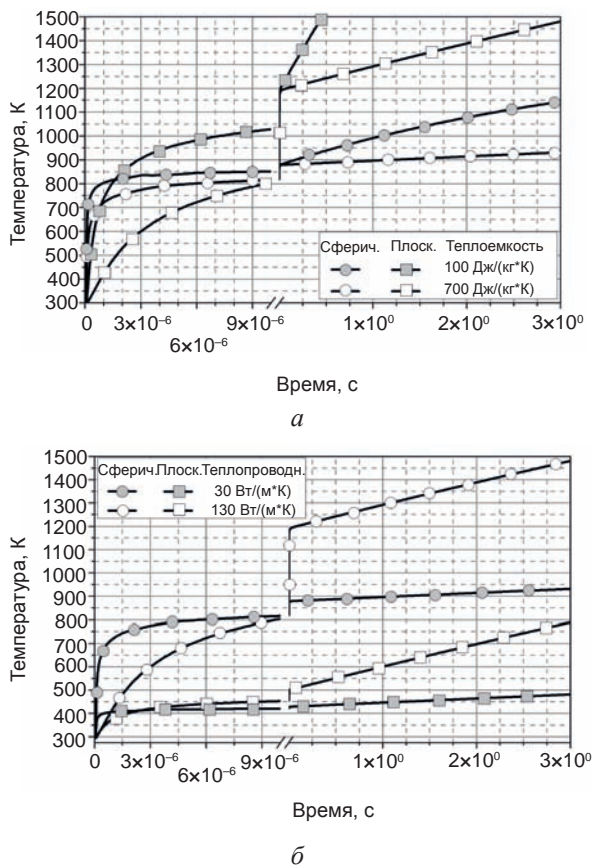 1500
1400
1300
1200
1100
1000
900
800
700
600
500
400
300
Температура, К
Сферич. Плоск. Теплоемкость
100 Дж/(кг*К)
700 Дж/(кг*К)
0 3×10⁻⁶ 9×10⁻⁶ 1×10⁰ 2×10⁰ 3×10⁰
6×10⁻⁶
Время, с
а
1500
1400
1300
1200
1100
1000
900
800
700
600
500
400
300
Температура, К
Сферич.Плоск.Теплопроводн.
30 Вт/(м*К)
130 Вт/(м*К)
0 3×10⁻⁶ 9×10⁻⁶ 1×10⁰ 2×10⁰ 3×10⁰
6×10⁻⁶
Время, с
б